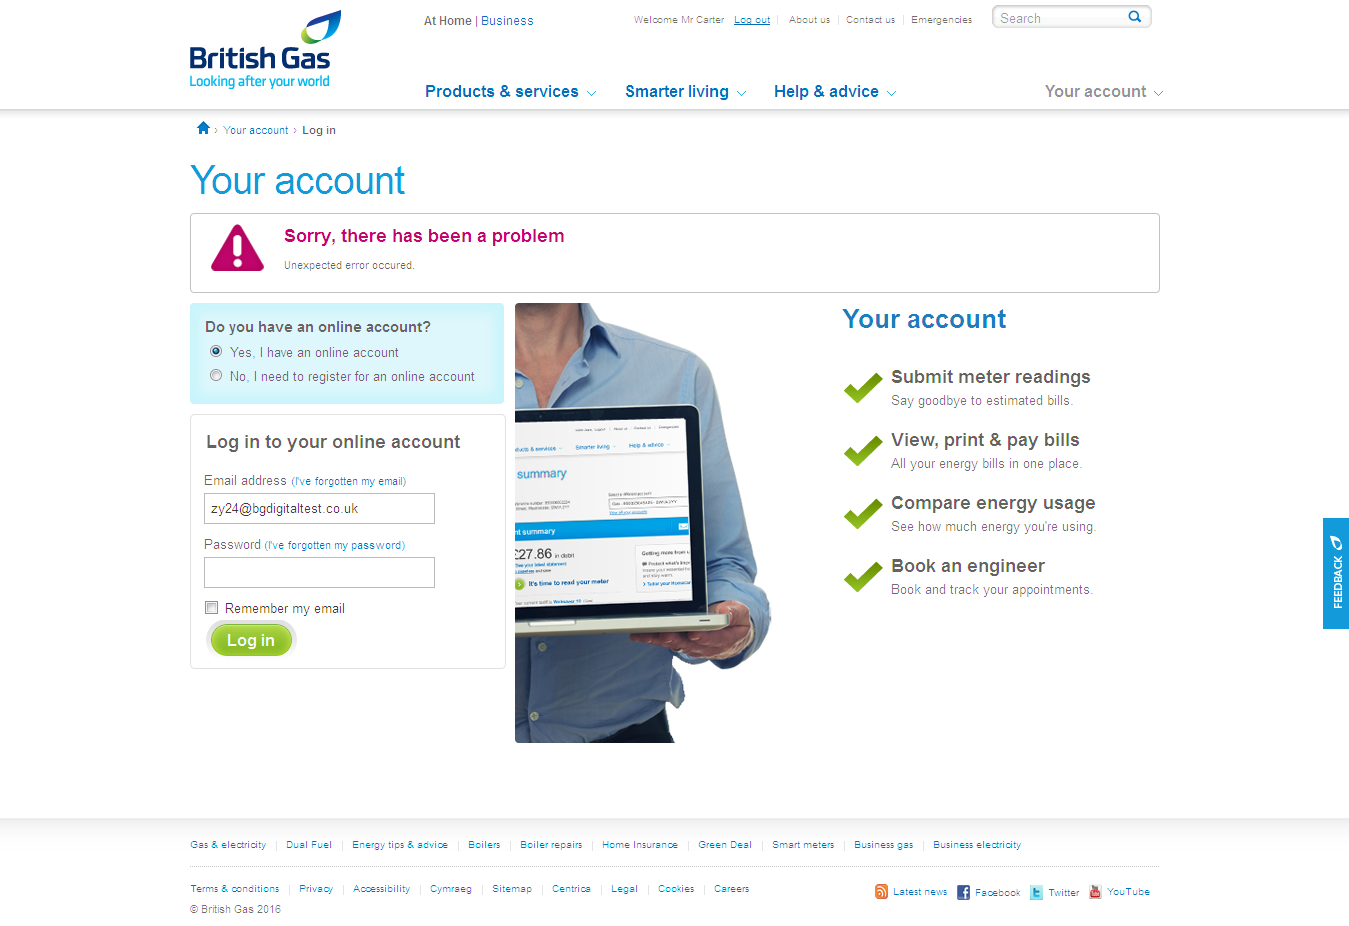 At Home | Business
Welcome Mr Carter Log out About us Contact us Emergencies
Search
British Gas
Looking after your world
Products & services Smarter living Help & advice Your account
› Your account › Log in
Your account
Sorry, there has been a problem
Unexpected error occured.
Do you have an online account?
Yes, I have an online account
No, I need to register for an online account
Log in to your online account
Email address (I've forgotten my email)
zy24@bgdigitaltest.co.uk
Password (I've forgotten my password)
Remember my email
Log in
Smarter living Help & advice
summary
nt summary
£27.86 in debt
It's time to read your meter
Your account
Submit meter readings
Say goodbye to estimated bills.
View, print & pay bills
All your energy bills in one place.
Compare energy usage
See how much energy you're using.
Book an engineer
Book and track your appointments.
FEEDBACK
Gas & electricity Dual Fuel Energy tips & advice Boilers Boiler repairs Home Insurance Green Deal Smart meters Business gas Business electricity
Terms & conditions Privacy Accessibility Cymraeg Sitemap Centrica Legal Cookies Careers
Latest news Facebook Twitter YouTube
© British Gas 2016